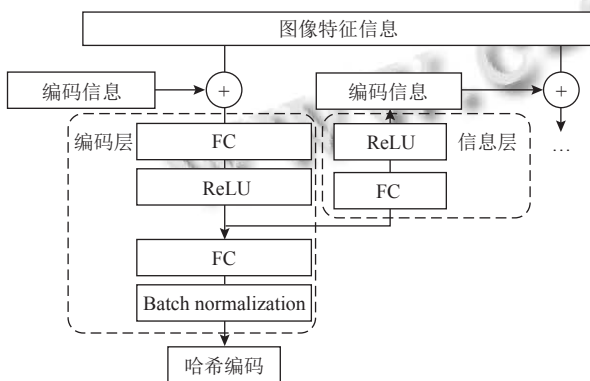 图像特征信息
编码信息
+
编码信息
+
编码层
FC
ReLU
FC
Batch normalization
哈希编码
ReLU
信息层
FC
…